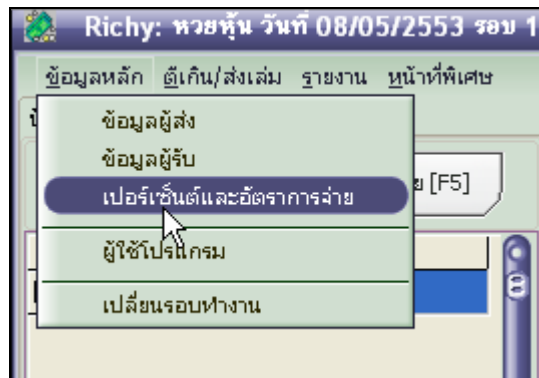 Richy: หวยหุ้น วันที่ 08/05/2553 รอบ 1
ข้อมูลหลัก ตีเกิน/ส่งเล่ม รายงาน หน้าที่พิเศษ
ข้อมูลผู้ส่ง
ข้อมูลผู้รับ
เปอร์เซ็นต์และอัตราการจ่าย
[F5]
ผู้ใช้โปรแกรม
เปลี่ยนรอบทำงาน